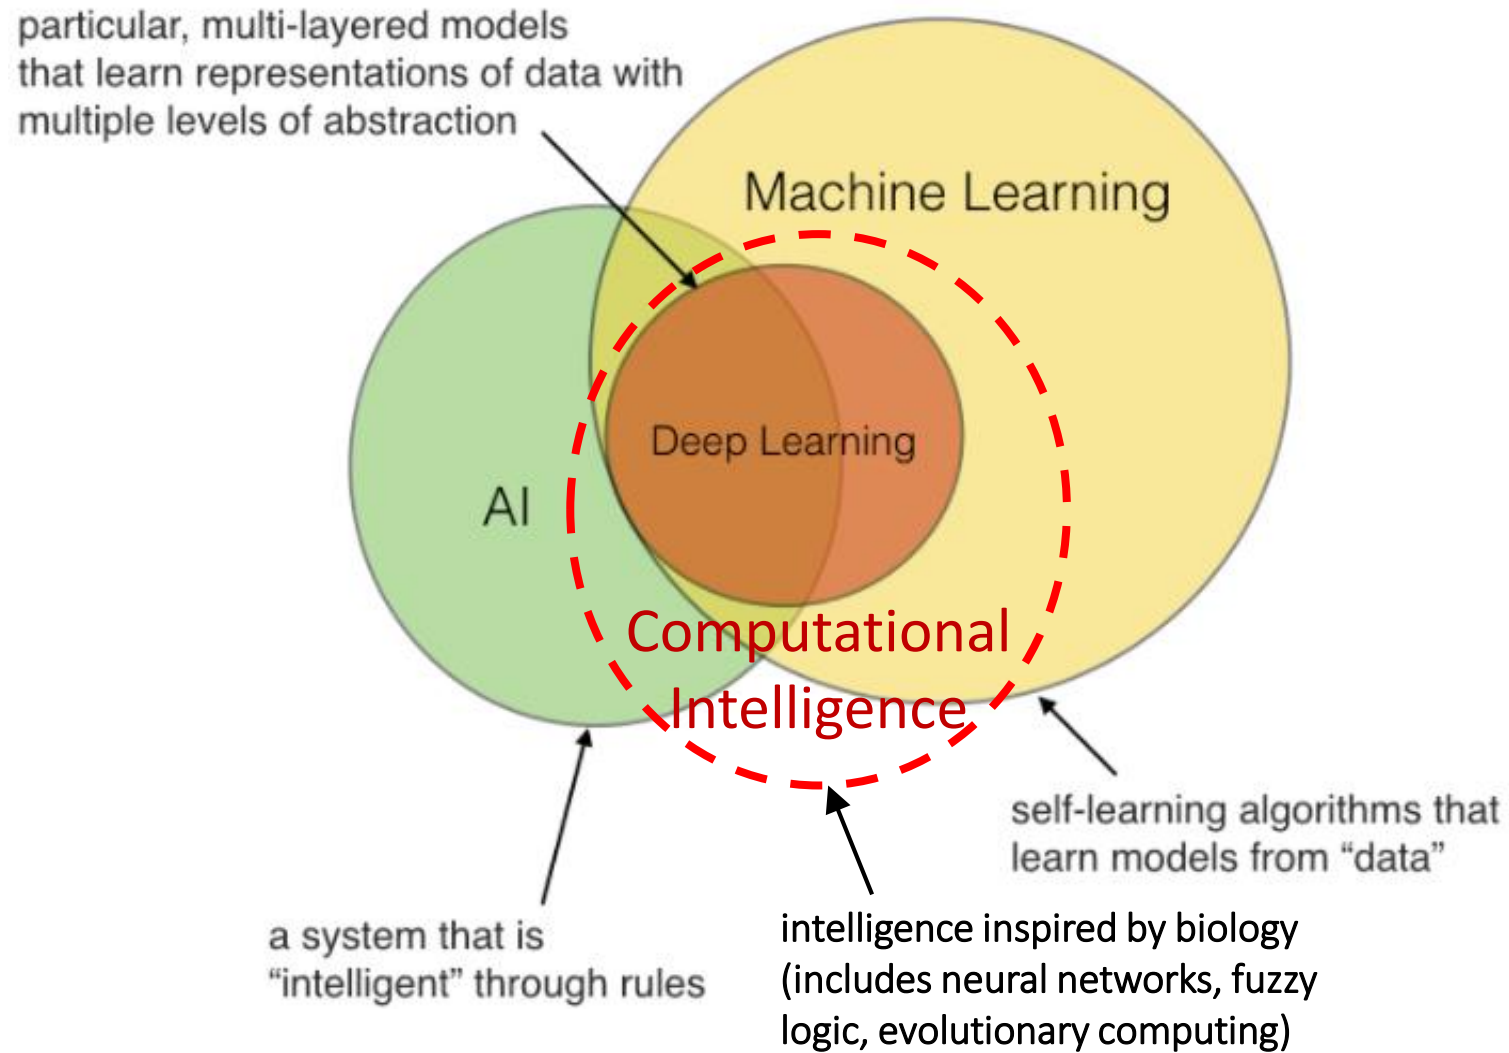 particular, multi-layered models
that learn representations of data with
multiple levels of abstraction
Machine Learning
Deep Learning
AI
Computational
Intelligence
self-learning algorithms that
learn models from “data”
a system that is
“intelligent” through rules
intelligence inspired by biology
(includes neural networks, fuzzy
logic, evolutionary computing)